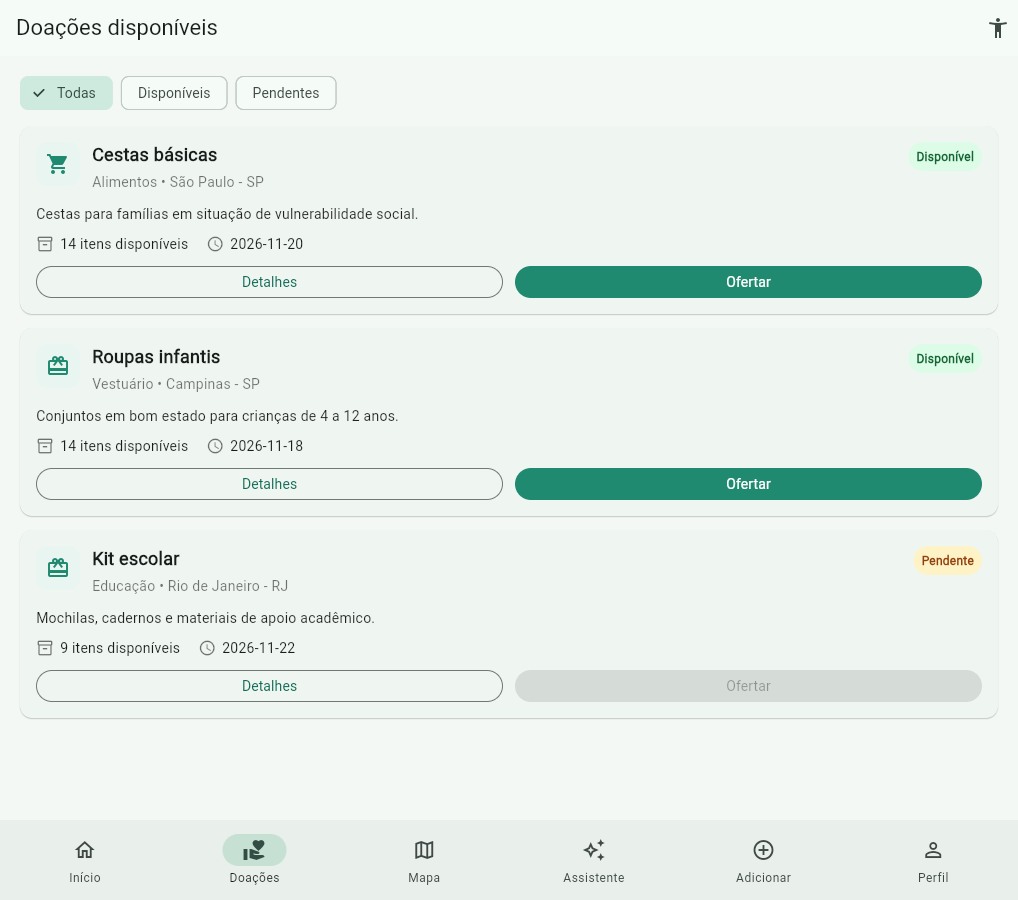 Doações disponíveis
Todas
Disponíveis
Pendentes
Cestas básicas
Disponível
Alimentos • São Paulo - SP
Cestas para famílias em situação de vulnerabilidade social.
14 itens disponíveis
2026-11-20
Detalhes
Ofertar
Roupas infantis
Disponível
Vestuário • Campinas - SP
Conjuntos em bom estado para crianças de 4 a 12 anos.
14 itens disponíveis
2026-11-18
Detalhes
Ofertar
Kit escolar
Pendente
Educação • Rio de Janeiro - RJ
Mochilas, cadernos e materiais de apoio acadêmico.
9 itens disponíveis
2026-11-22
Detalhes
Ofertar
Início
Doações
Mapa
Assistente
Adicionar
Perfil